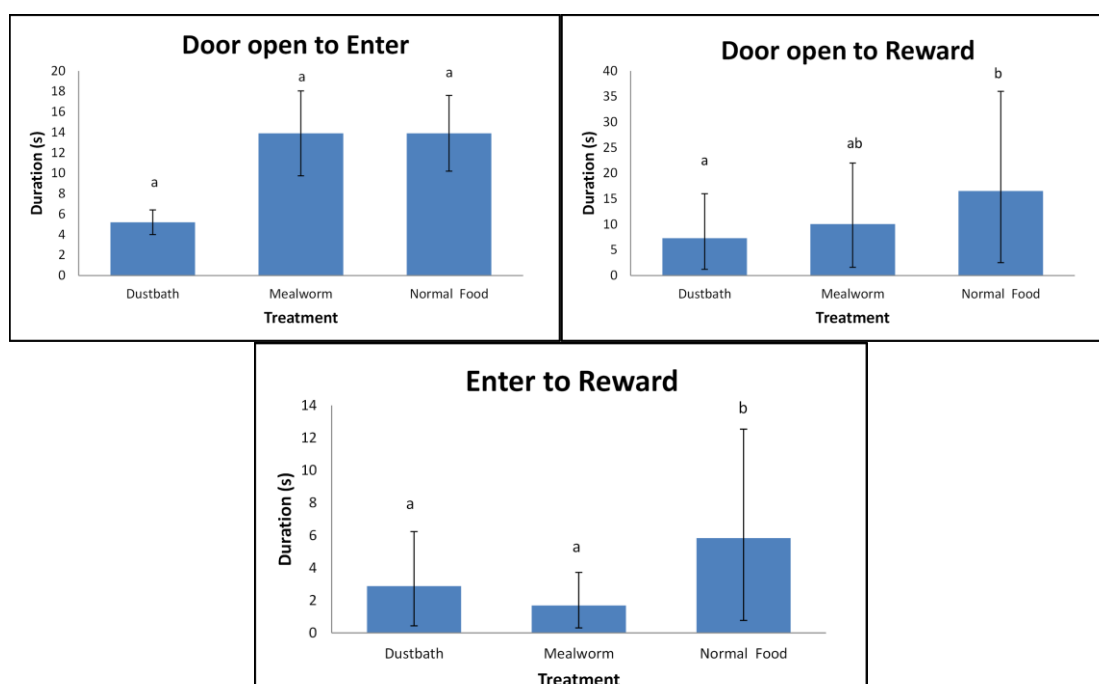 Door open to Enter
20
18
16
14
12
10
8
6
4
2
0
Duration (s)
a
a
a
Dustbath
Mealworm
Normal Food
Treatment
Door open to Reward
40
35
30
25
20
15
10
5
0
Duration (s)
a
ab
b
Dustbath
Mealworm
Normal Food
Treatment
Enter to Reward
14
12
10
8
6
4
2
0
Duration (s)
a
a
b
Dustbath
Mealworm
Normal Food
Treatment